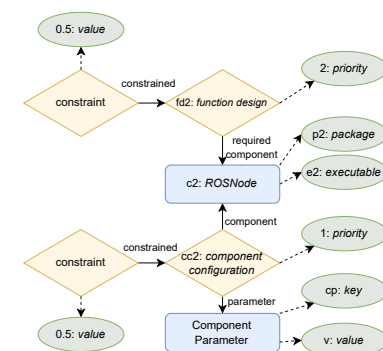 0.5: value
constrained
2: priority
constraint
fd2: function design
required
component
p2: package
c2: ROSNode
e2: executable
component
constrained
1: priority
constraint
cc2: component
configuration
cp: key
parameter
Component
Parameter
0.5: value
v: value